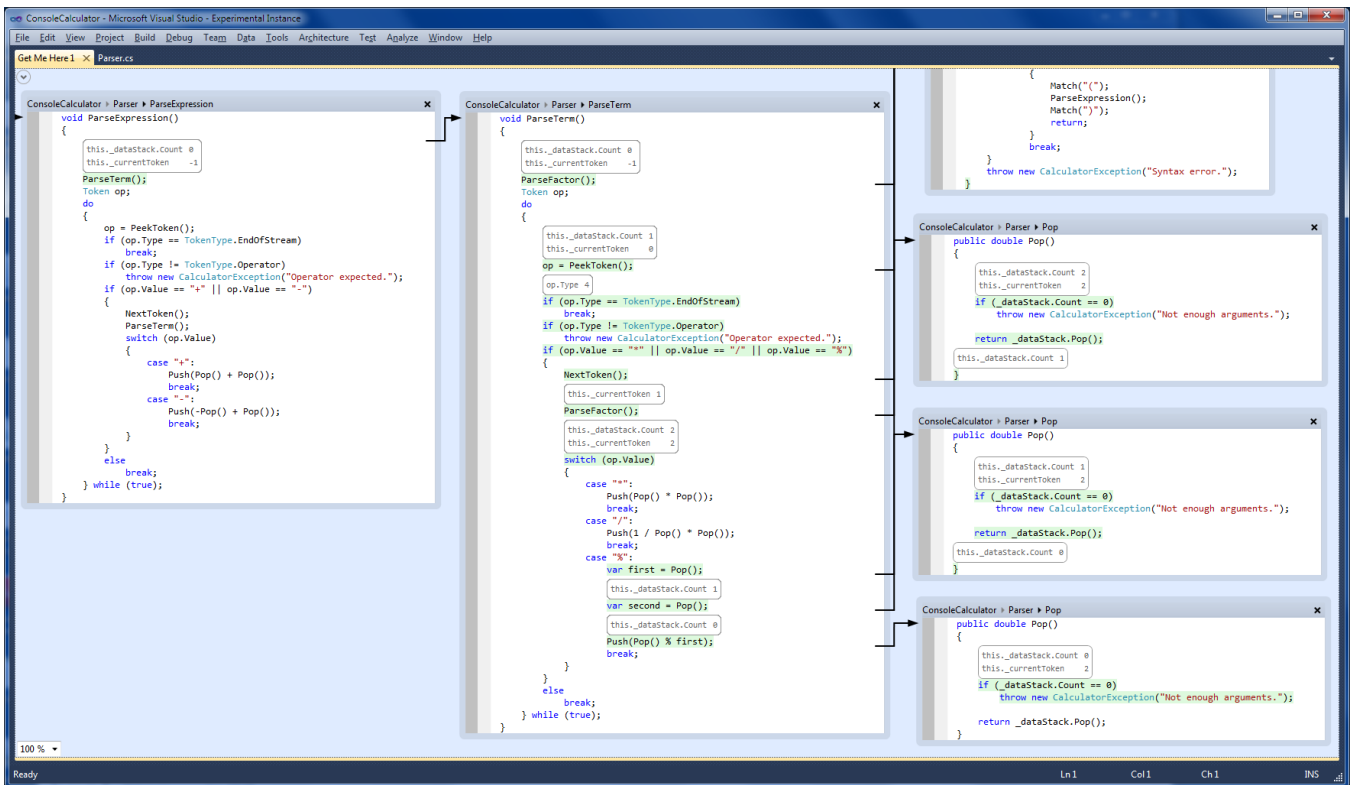 ConsoleCalculator - Microsoft Visual Studio - Experimental Instance
File Edit View Project Build Debug Team Data Tools Architecture Test Analyze Window Help
Get Me Here 1 Parser.cs
ConsoleCalculator Parser ParseExpression
void ParseExpression()
{
this._dataStack.Count 0
this._currentToken -1
ParseTerm();
Token op;
do
{
op = PeekToken();
if (op.Type == TokenType.EndOfStream)
break;
if (op.Type != TokenType.Operator)
throw new CalculatorException("Operator expected.");
if (op.Value == "+" || op.Value == "-")
{
NextToken();
ParseTerm();
switch (op.Value)
{
case "+":
Push(Pop() + Pop());
break;
case "-":
Push(-Pop() + Pop());
break;
}
}
else
break;
} while (true);
}
ConsoleCalculator Parser ParseTerm
void ParseTerm()
{
this._dataStack.Count 0
this._currentToken -1
ParseFactor();
Token op;
do
{
this._dataStack.Count 1
this._currentToken 0
op = PeekToken();
op.Type 4
if (op.Type == TokenType.EndOfStream)
break;
if (op.Type != TokenType.Operator)
throw new CalculatorException("Operator expected.");
if (op.Value == "*" || op.Value == "/" || op.Value == "%")
{
NextToken();
this._currentToken 1
ParseFactor();
this._dataStack.Count 2
this._currentToken 2
switch (op.Value)
{
case "*":
Push(Pop() * Pop());
break;
case "/":
Push(1 / Pop() * Pop());
break;
case "%":
var first = Pop();
this._dataStack.Count 1
var second = Pop();
this._dataStack.Count 0
Push(Pop() % first);
break;
}
}
else
break;
} while (true);
}
{
Match("(");
ParseExpression();
Match(")");
return;
}
break;
}
throw new CalculatorException("Syntax error.");
}
ConsoleCalculator Parser Pop
public double Pop()
{
this._dataStack.Count 2
this._currentToken 2
if (_dataStack.Count == 0)
throw new CalculatorException("Not enough arguments.");
return _dataStack.Pop();
this._dataStack.Count 1
}
ConsoleCalculator Parser Pop
public double Pop()
{
this._dataStack.Count 1
this._currentToken 2
if (_dataStack.Count == 0)
throw new CalculatorException("Not enough arguments.");
return _dataStack.Pop();
this._dataStack.Count 0
}
ConsoleCalculator Parser Pop
public double Pop()
{
this._dataStack.Count 0
this._currentToken 2
if (_dataStack.Count == 0)
throw new CalculatorException("Not enough arguments.");
return _dataStack.Pop();
}
100 %
Ready Ln 1 Col 1 Ch 1 INS